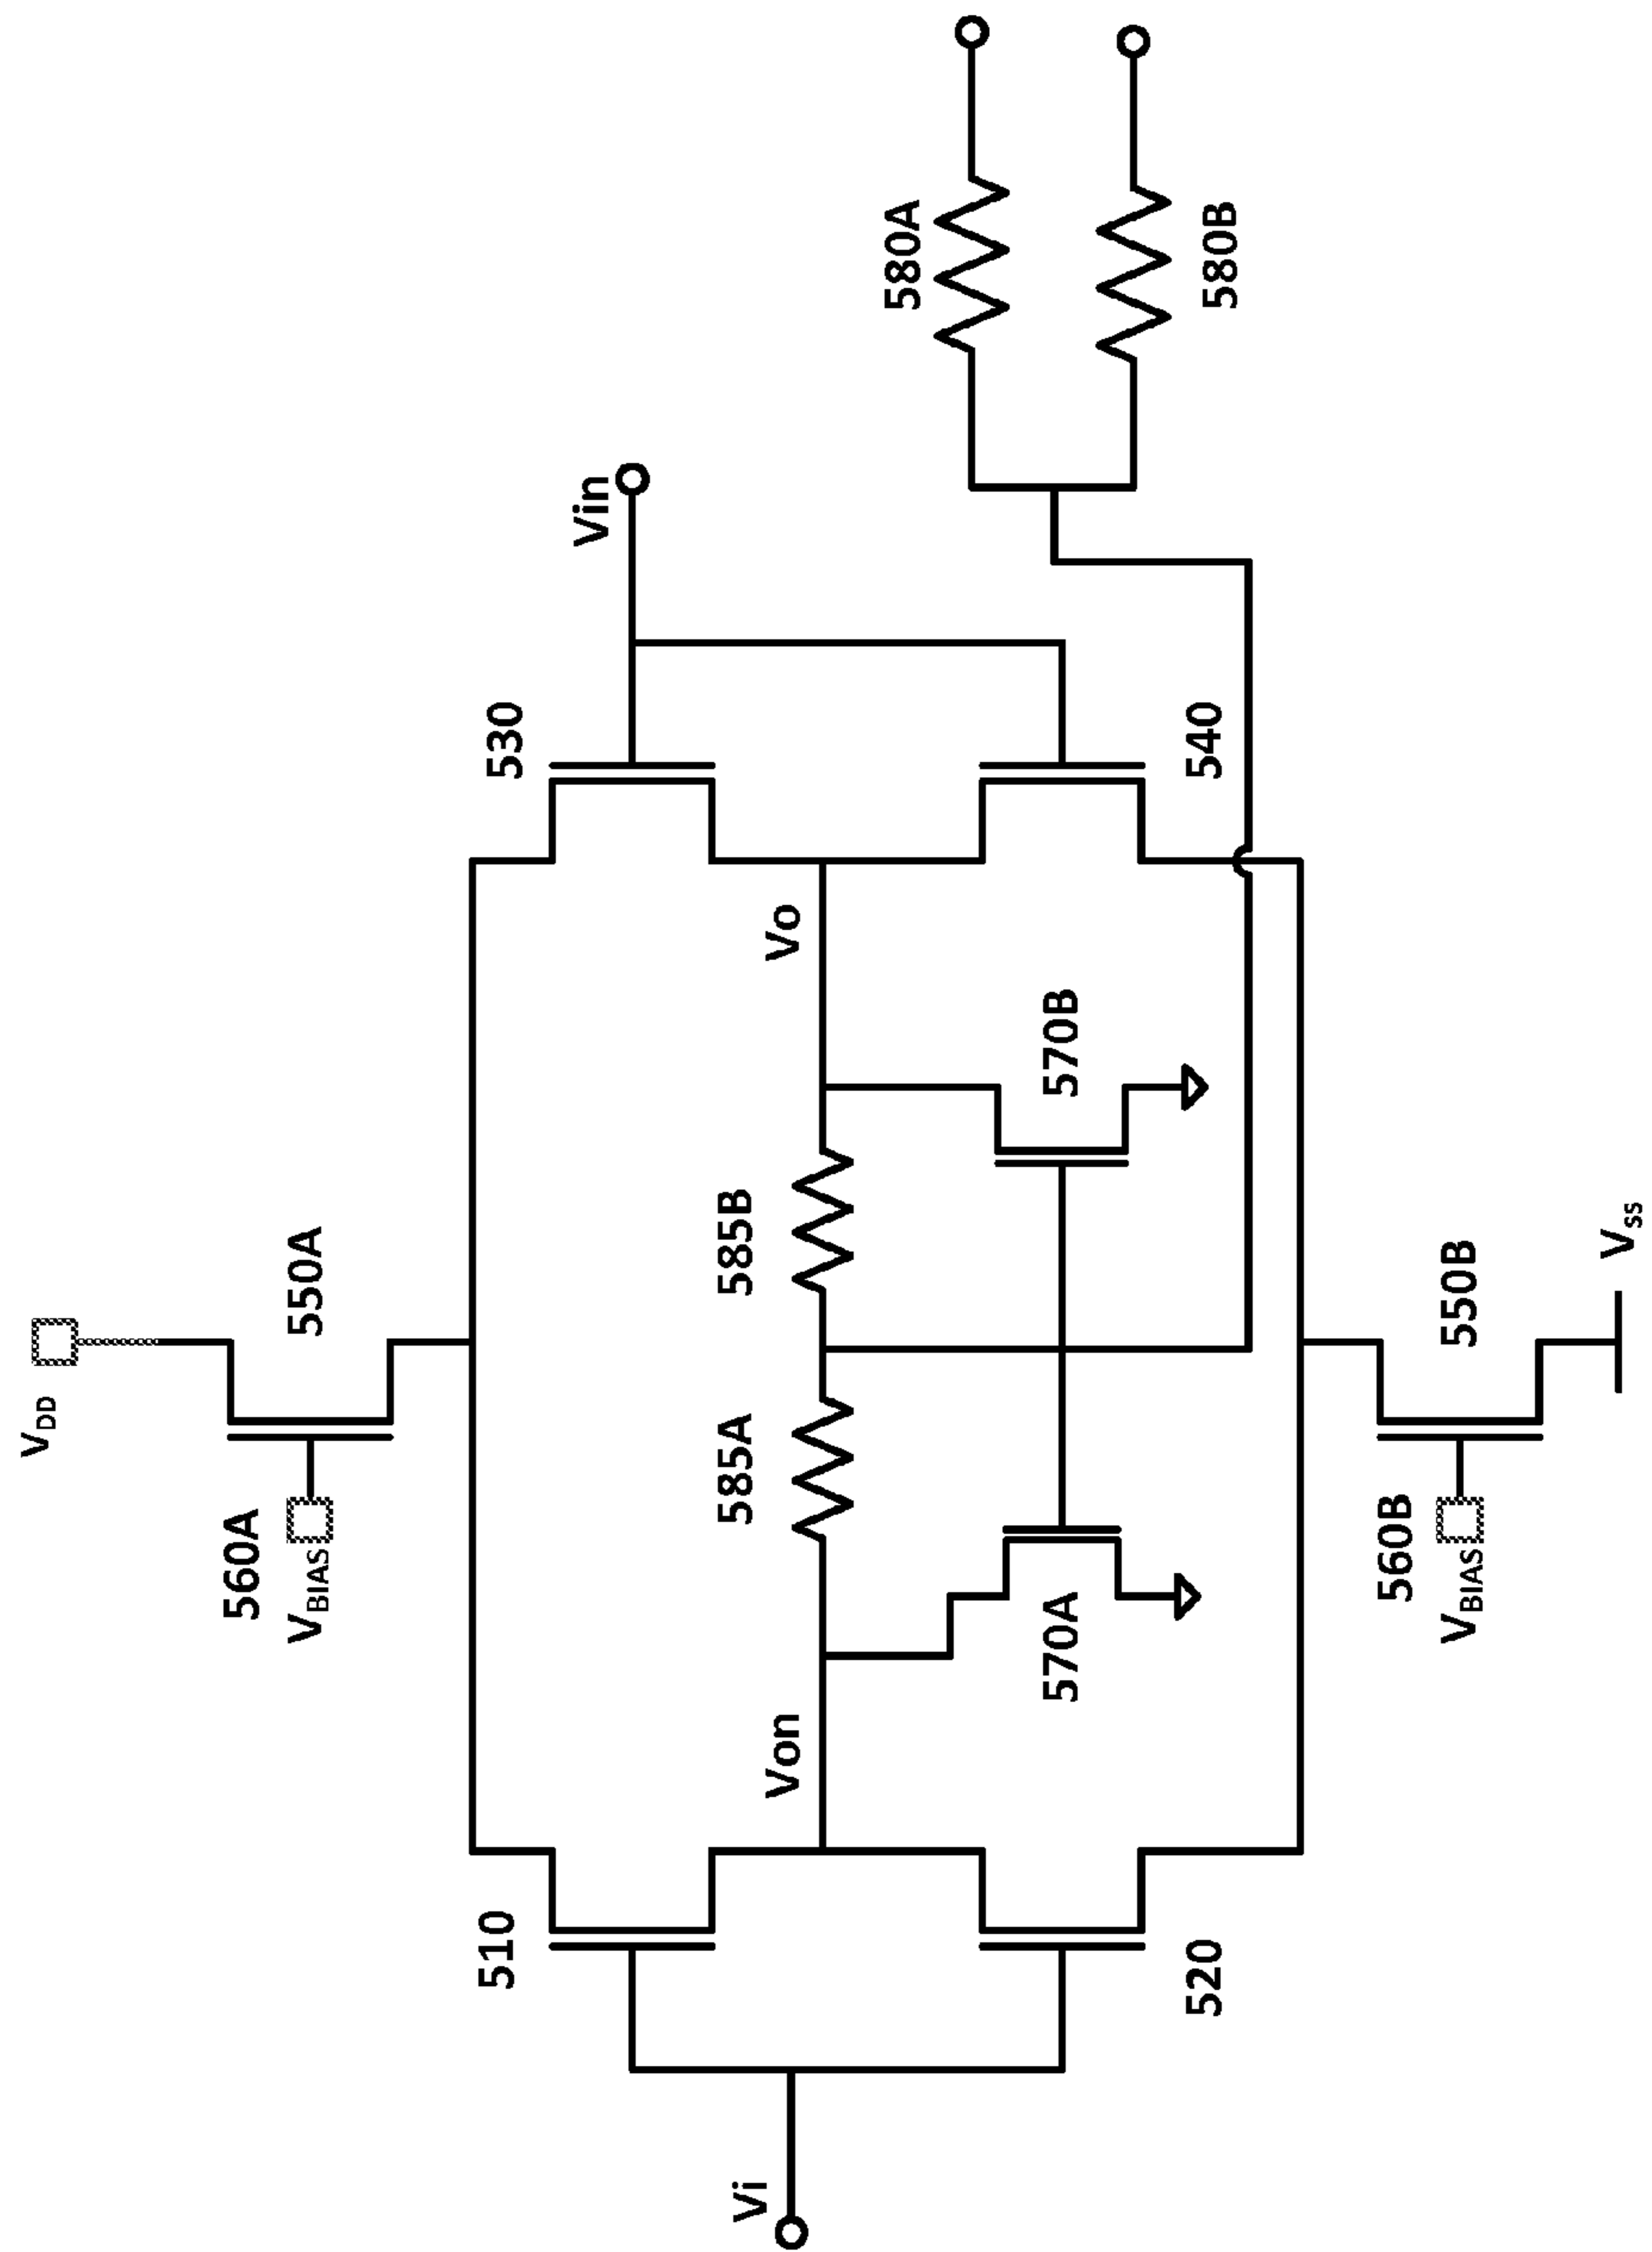 V_DD
560A
V_BIAS
550A
510
530
Vin
580A
580B
Vi
Von
585A
585B
Vo
570A
570B
520
540
560B
V_BIAS
550B
V_SS